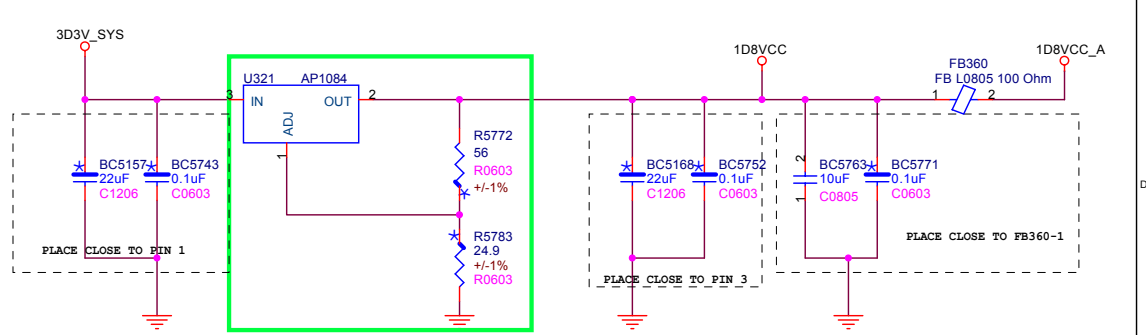 3D3V_SYS
1D8VCC
1D8VCC_A
FB360
FB L0805 100 Ohm
U321 AP1084
3 IN OUT 2
1 2
ADJ
1
R5772
56
R0603
+/-1%
BC5157
22uF
C1206
BC5743
0.1uF
C0603
BC5168
22uF
C1206
BC5752
0.1uF
C0603
2
BC5763
10uF
1
C0805
BC5771
0.1uF
C0603
D
R5783
24.9
+/-1%
R0603
PLACE CLOSE TO PIN 1
PLACE CLOSE TO PIN 3
PLACE CLOSE TO FB360-1